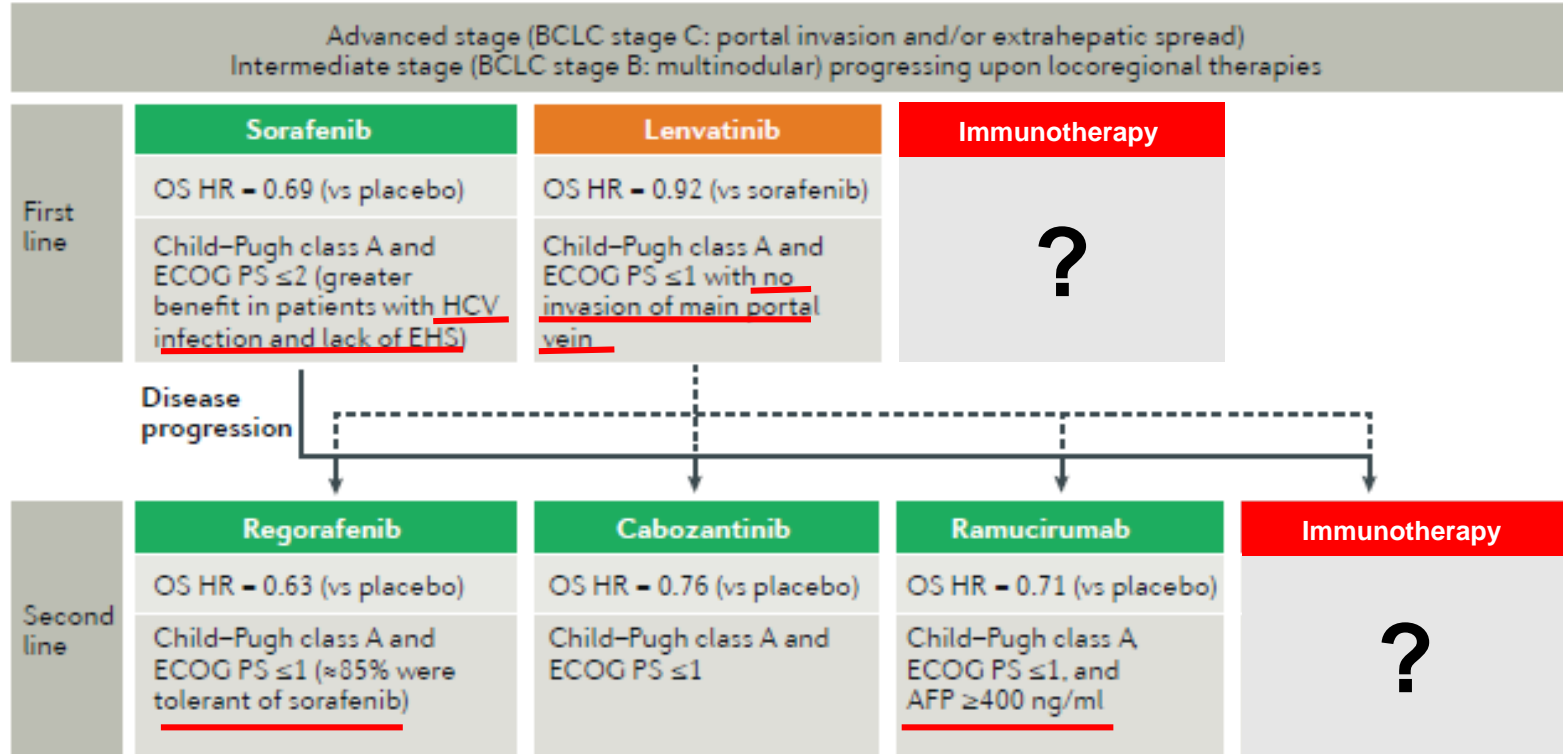 Advanced stage (BCLC stage C: portal invasion and/or extrahepatic spread)
Intermediate stage (BCLC stage B: multinodular) progressing upon locoregional therapies
First
line
Sorafenib
OS HR = 0.69 (vs placebo)
Child–Pugh class A and
ECOG PS ≤2 (greater
benefit in patients with HCV
infection and lack of EHS)
Lenvatinib
OS HR = 0.92 (vs sorafenib)
Child–Pugh class A and
ECOG PS ≤1 with no
invasion of main portal
vein
Immunotherapy
?
Disease
progression
Second
line
Regorafenib
OS HR = 0.63 (vs placebo)
Child–Pugh class A and
ECOG PS ≤1 (≈85% were
tolerant of sorafenib)
Cabozantinib
OS HR = 0.76 (vs placebo)
Child–Pugh class A and
ECOG PS ≤1
Ramucirumab
OS HR = 0.71 (vs placebo)
Child–Pugh class A,
ECOG PS ≤1, and
AFP ≥400 ng/ml
Immunotherapy
?